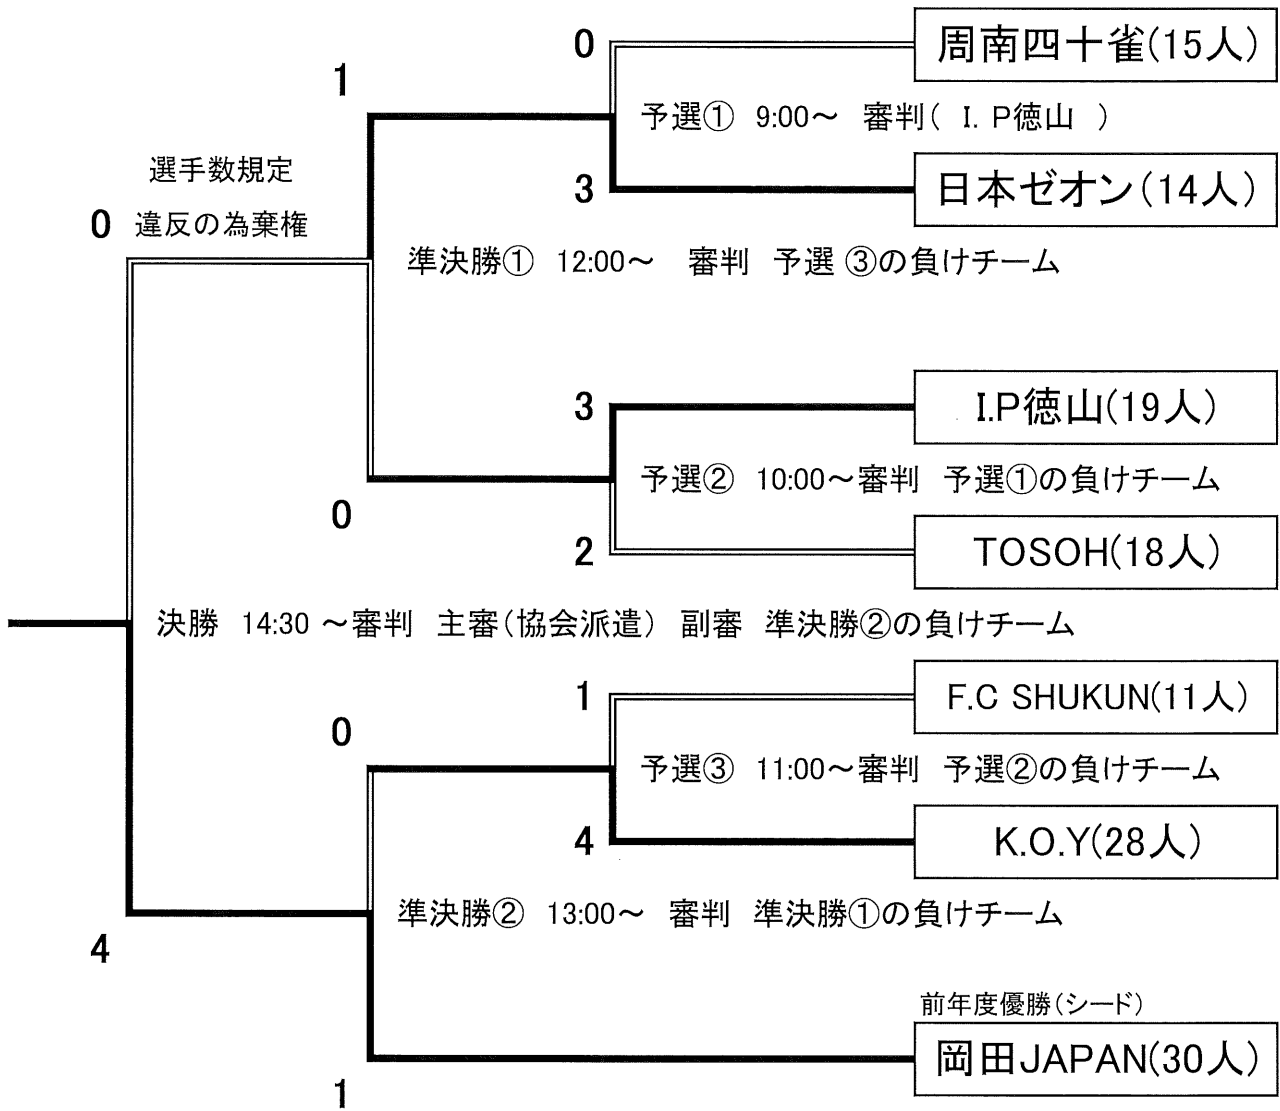 0
周南四十雀(15人)
1
予選① 9:00～ 審判( I. P徳山 )
選手数規定
3
日本ゼオン(14人)
0 違反の為棄権
準決勝① 12:00～ 審判 予選 ③の負けチーム
3
I.P徳山(19人)
予選② 10:00～審判 予選①の負けチーム
0
2
TOSOH(18人)
決勝 14:30 ～審判 主審(協会派遣) 副審 準決勝②の負けチーム
1
F.C SHUKUN(11人)
0
予選③ 11:00～審判 予選②の負けチーム
4
K.O.Y(28人)
準決勝② 13:00～ 審判 準決勝①の負けチーム
4
前年度優勝(シード)
岡田JAPAN(30人)
1